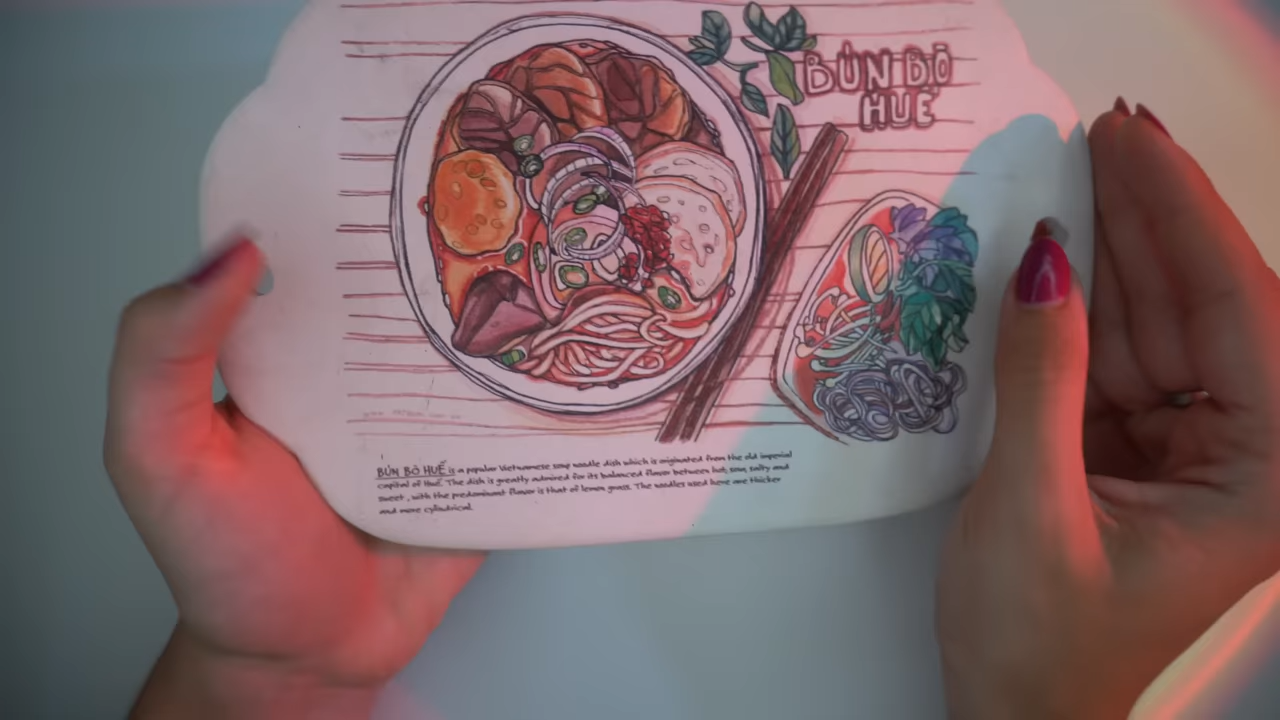 BÚN BÒ
HUẾ
BÚN BÒ HUẾ is a popular Vietnamese soup noodle dish which is originated from the old imperial
capital of Huế. The dish is greatly admired for its balanced flavor between hot, sour, salty and
sweet, with the predominant flavor is that of lemon grass. The noodles used here are thicker
and more cylindrical.